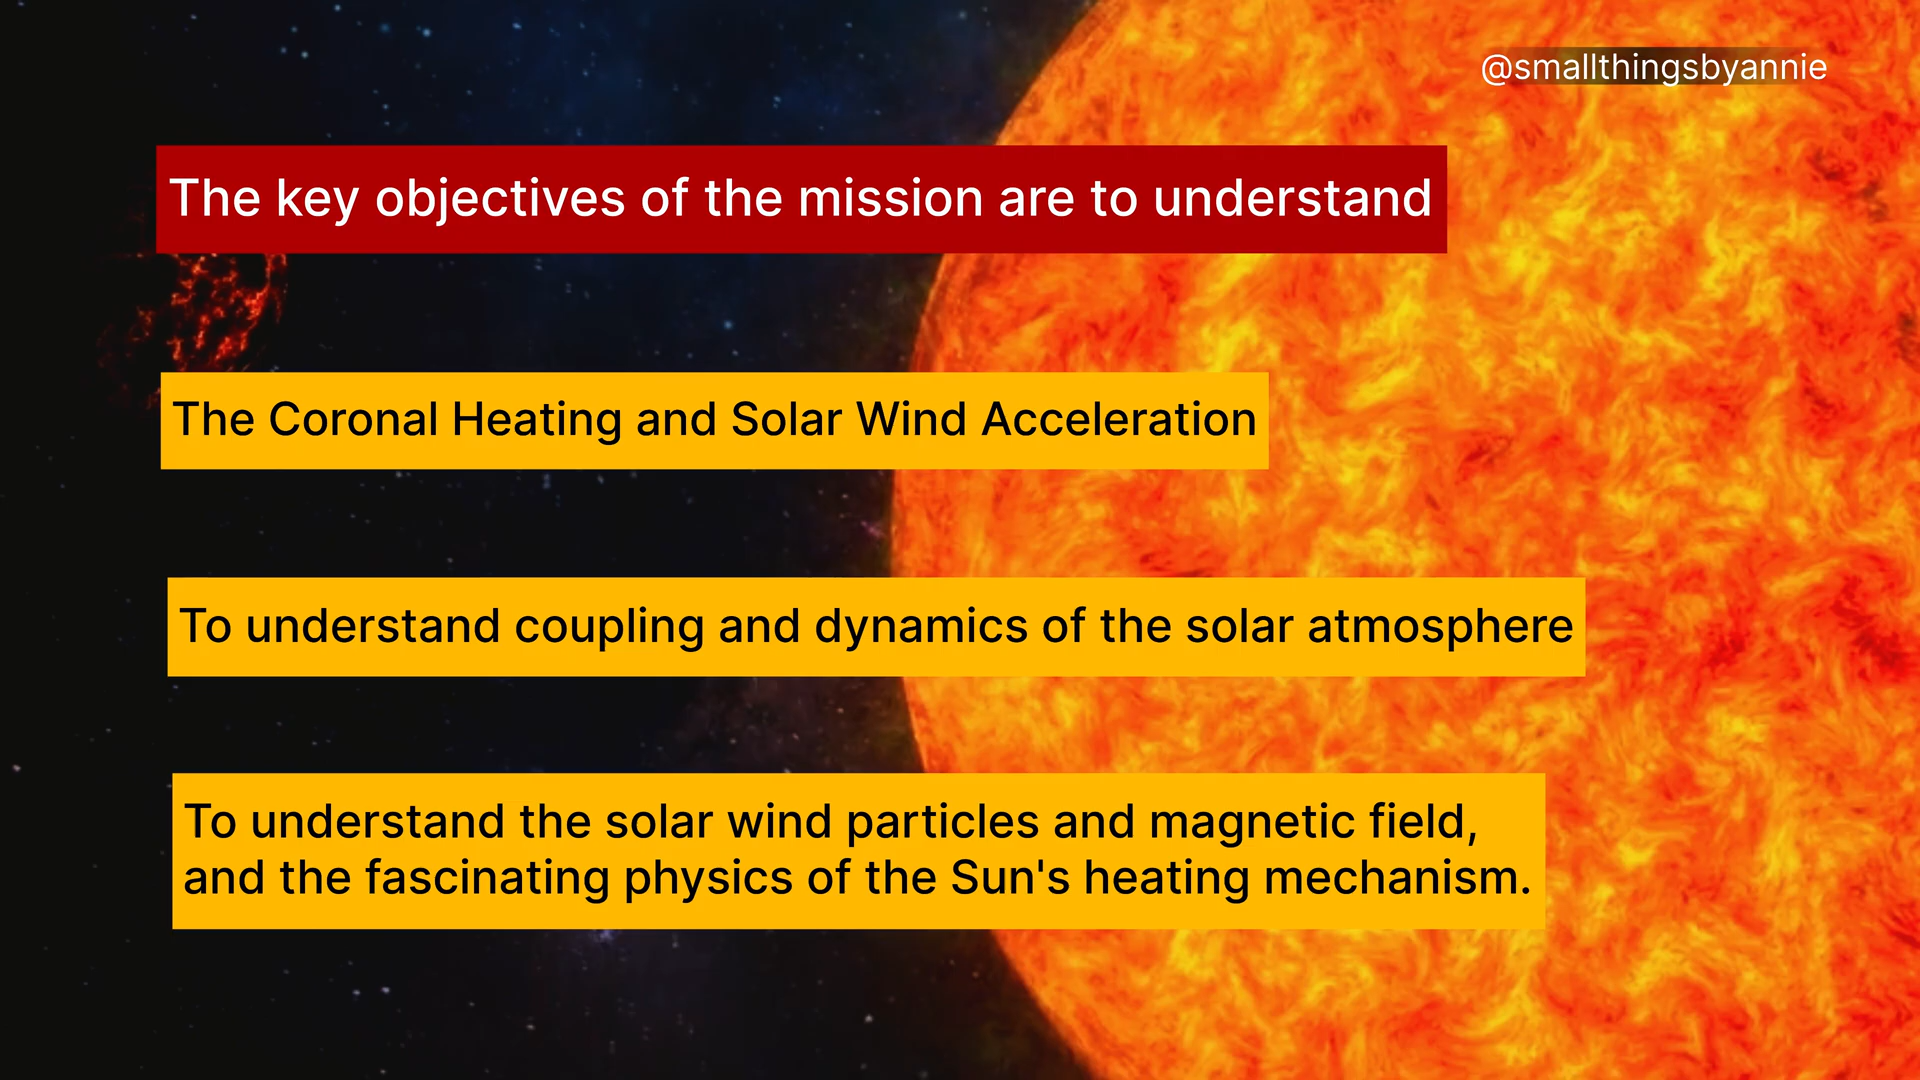 @smallthingsbyannie
The key objectives of the mission are to understand
The Coronal Heating and Solar Wind Acceleration
To understand coupling and dynamics of the solar atmosphere
To understand the solar wind particles and magnetic field,
and the fascinating physics of the Sun's heating mechanism.